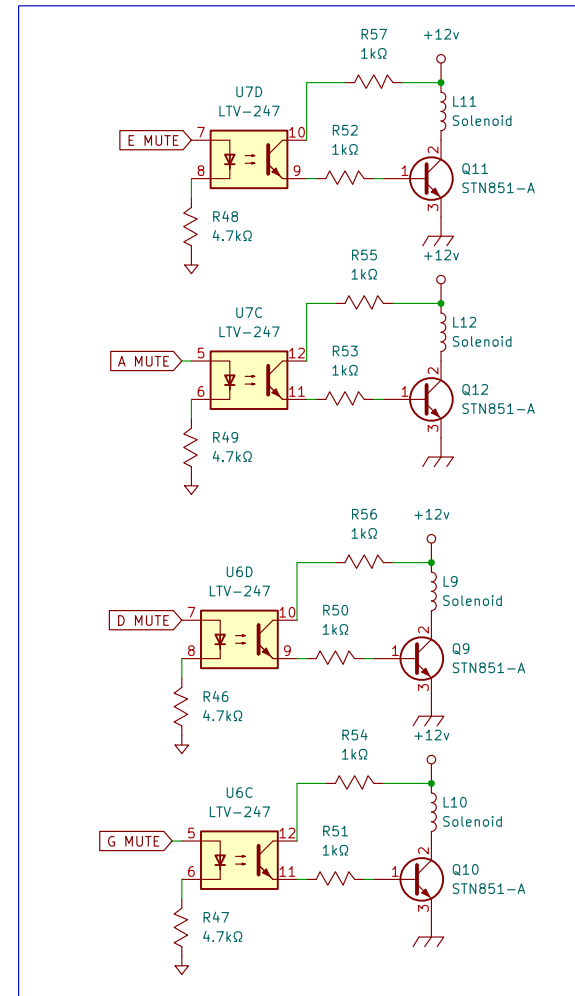 R57
1kΩ
+12v
U7D
LTV-247
L11
Solenoid
E MUTE
7
10
R52
1kΩ
2
8
9
1
Q11
STN851-A
3
R48
4.7kΩ
R55
1kΩ
+12v
U7C
LTV-247
L12
Solenoid
A MUTE
5
12
R53
1kΩ
2
6
11
1
Q12
STN851-A
3
R49
4.7kΩ
R56
1kΩ
+12v
U6D
LTV-247
L9
Solenoid
D MUTE
7
10
R50
1kΩ
2
8
9
1
Q9
STN851-A
3
R46
4.7kΩ
R54
1kΩ
+12v
U6C
LTV-247
L10
Solenoid
G MUTE
5
12
R51
1kΩ
2
6
11
1
Q10
STN851-A
3
R47
4.7kΩ